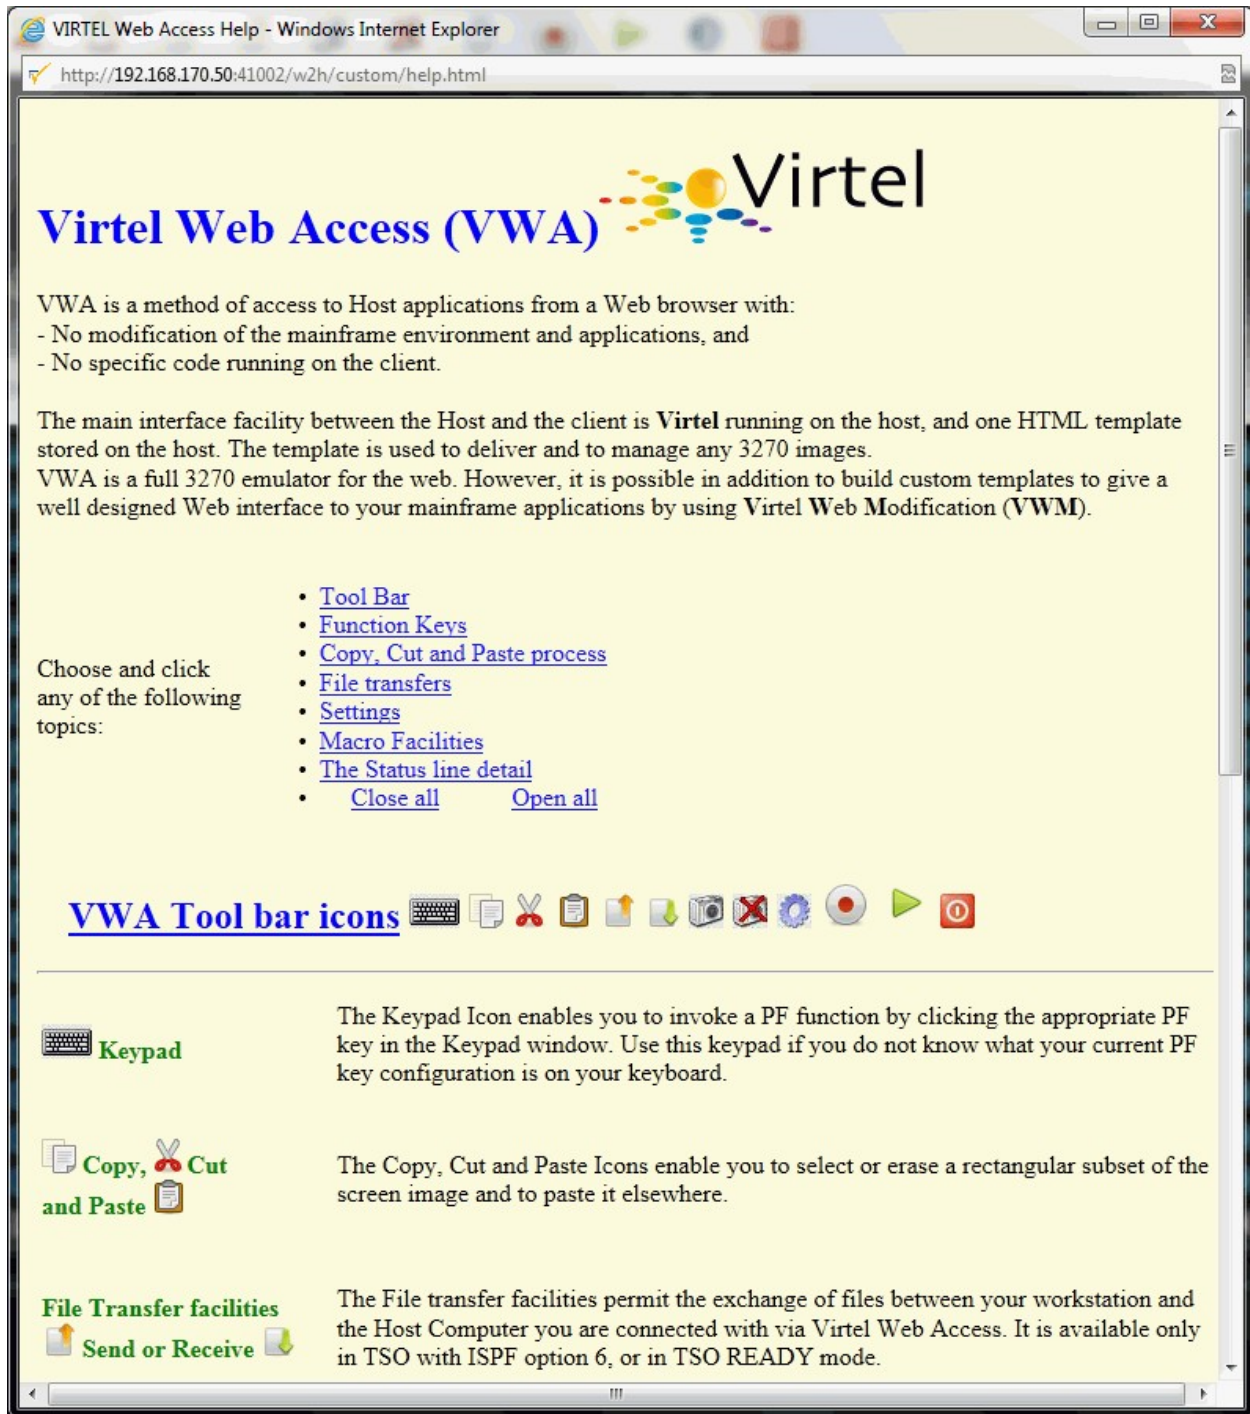 VIRTEL Web Access Help - Windows Internet Explorer
http://192.168.170.50:41002/w2h/custom/help.html
Virtel
Virtel Web Access (VWA)
VWA is a method of access to Host applications from a Web browser with:
- No modification of the mainframe environment and applications, and
- No specific code running on the client.
The main interface facility between the Host and the client is Virtel running on the host, and one HTML template
stored on the host. The template is used to deliver and to manage any 3270 images.
VWA is a full 3270 emulator for the web. However, it is possible in addition to build custom templates to give a
well designed Web interface to your mainframe applications by using Virtel Web Modification (VWM).
Choose and click
any of the following
topics:
• Tool Bar
• Function Keys
• Copy, Cut and Paste process
• File transfers
• Settings
• Macro Facilities
• The Status line detail
• Close all Open all
VWA Tool bar icons
Keypad
The Keypad Icon enables you to invoke a PF function by clicking the appropriate PF
key in the Keypad window. Use this keypad if you do not know what your current PF
key configuration is on your keyboard.
Copy, Cut
and Paste
The Copy, Cut and Paste Icons enable you to select or erase a rectangular subset of the
screen image and to paste it elsewhere.
File Transfer facilities
Send or Receive
The File transfer facilities permit the exchange of files between your workstation and
the Host Computer you are connected with via Virtel Web Access. It is available only
in TSO with ISPF option 6, or in TSO READY mode.